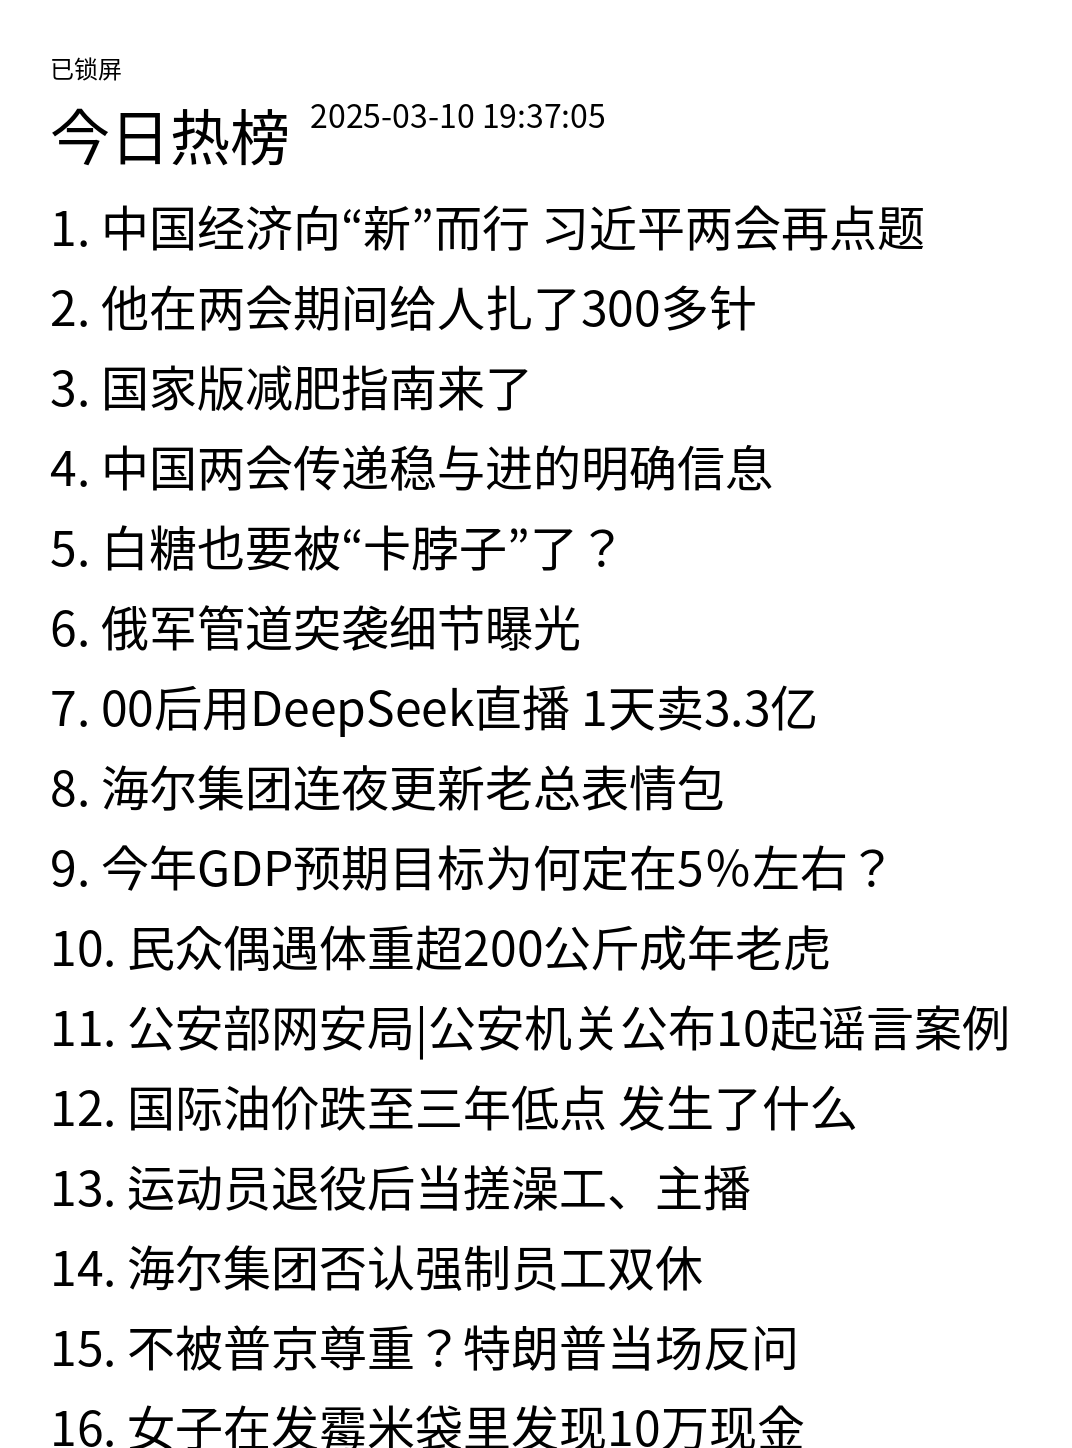 已锁屏
今日热榜 2025-03-10 19:37:05
1. 中国经济向“新”而行 习近平两会再点题
2. 他在两会期间给人扎了300多针
3. 国家版减肥指南来了
4. 中国两会传递稳与进的明确信息
5. 白糖也要被“卡脖子”了？
6. 俄军管道突袭细节曝光
7. 00后用DeepSeek直播 1天卖3.3亿
8. 海尔集团连夜更新老总表情包
9. 今年GDP预期目标为何定在5%左右？
10. 民众偶遇体重超200公斤成年老虎
11. 公安部网安局|公安机关公布10起谣言案例
12. 国际油价跌至三年低点 发生了什么
13. 运动员退役后当搓澡工、主播
14. 海尔集团否认强制员工双休
15. 不被普京尊重？特朗普当场反问
16. 女子在发霉米袋里发现10万现金